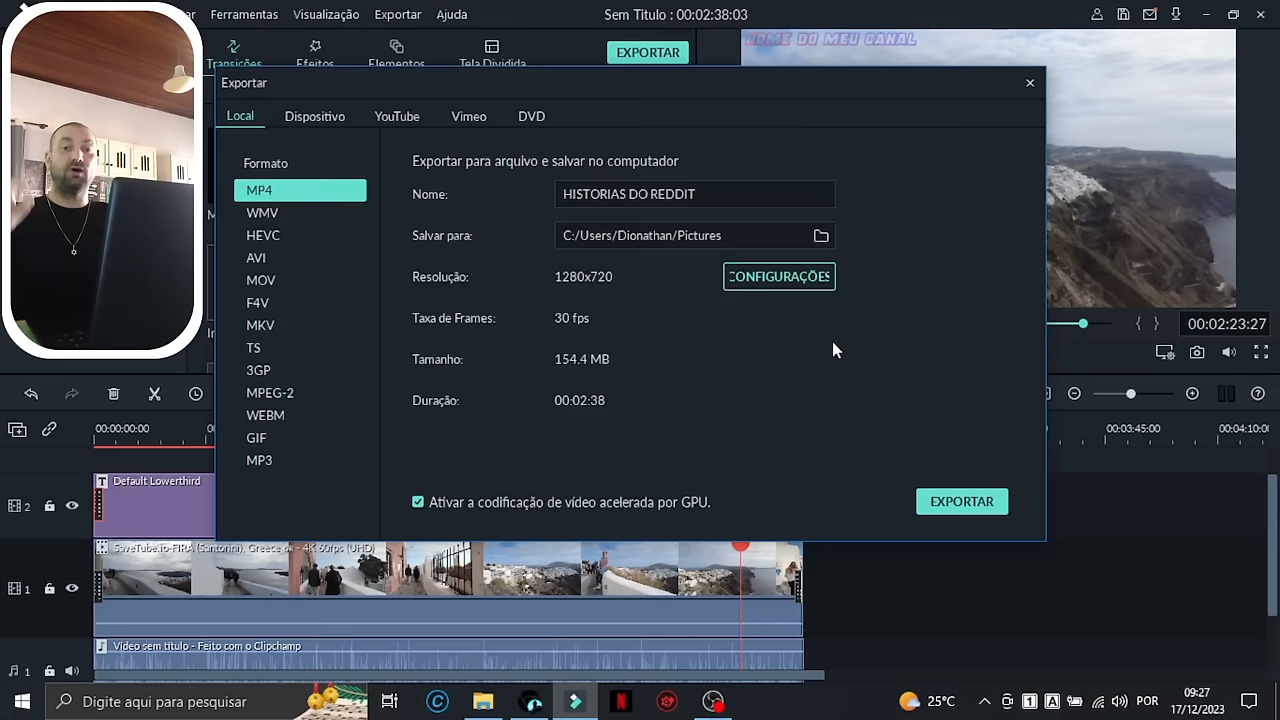 Ferramentas Visualização Exportar Ajuda
Sem Titulo : 00:02:38:03
Transições Efeitos Elementos Tela Dividida
EXPORTAR
NOME DO MEU CANAL
Exportar
Local Dispositivo YouTube Vimeo DVD
Formato
MP4
WMV
HEVC
AVI
MOV
F4V
MKV
TS
3GP
MPEG-2
WEBM
GIF
MP3
Exportar para arquivo e salvar no computador
Nome: HISTORIAS DO REDDIT
Salvar para: C:/Users/Dionathan/Pictures
Resolução: 1280x720
CONFIGURAÇÕES
Taxa de Frames: 30 fps
Tamanho: 154.4 MB
Duração: 00:02:38
Ativar a codificação de vídeo acelerada por GPU.
EXPORTAR
00:02:23:27
00:00:00:00
00:03:45:00
00:04:10:00
2
Default Lowerthird
1
1
Vídeo sem título - Feito com o Clipchamp
Digite aqui para pesquisar
25°C
POR
09:27
17/12/2023